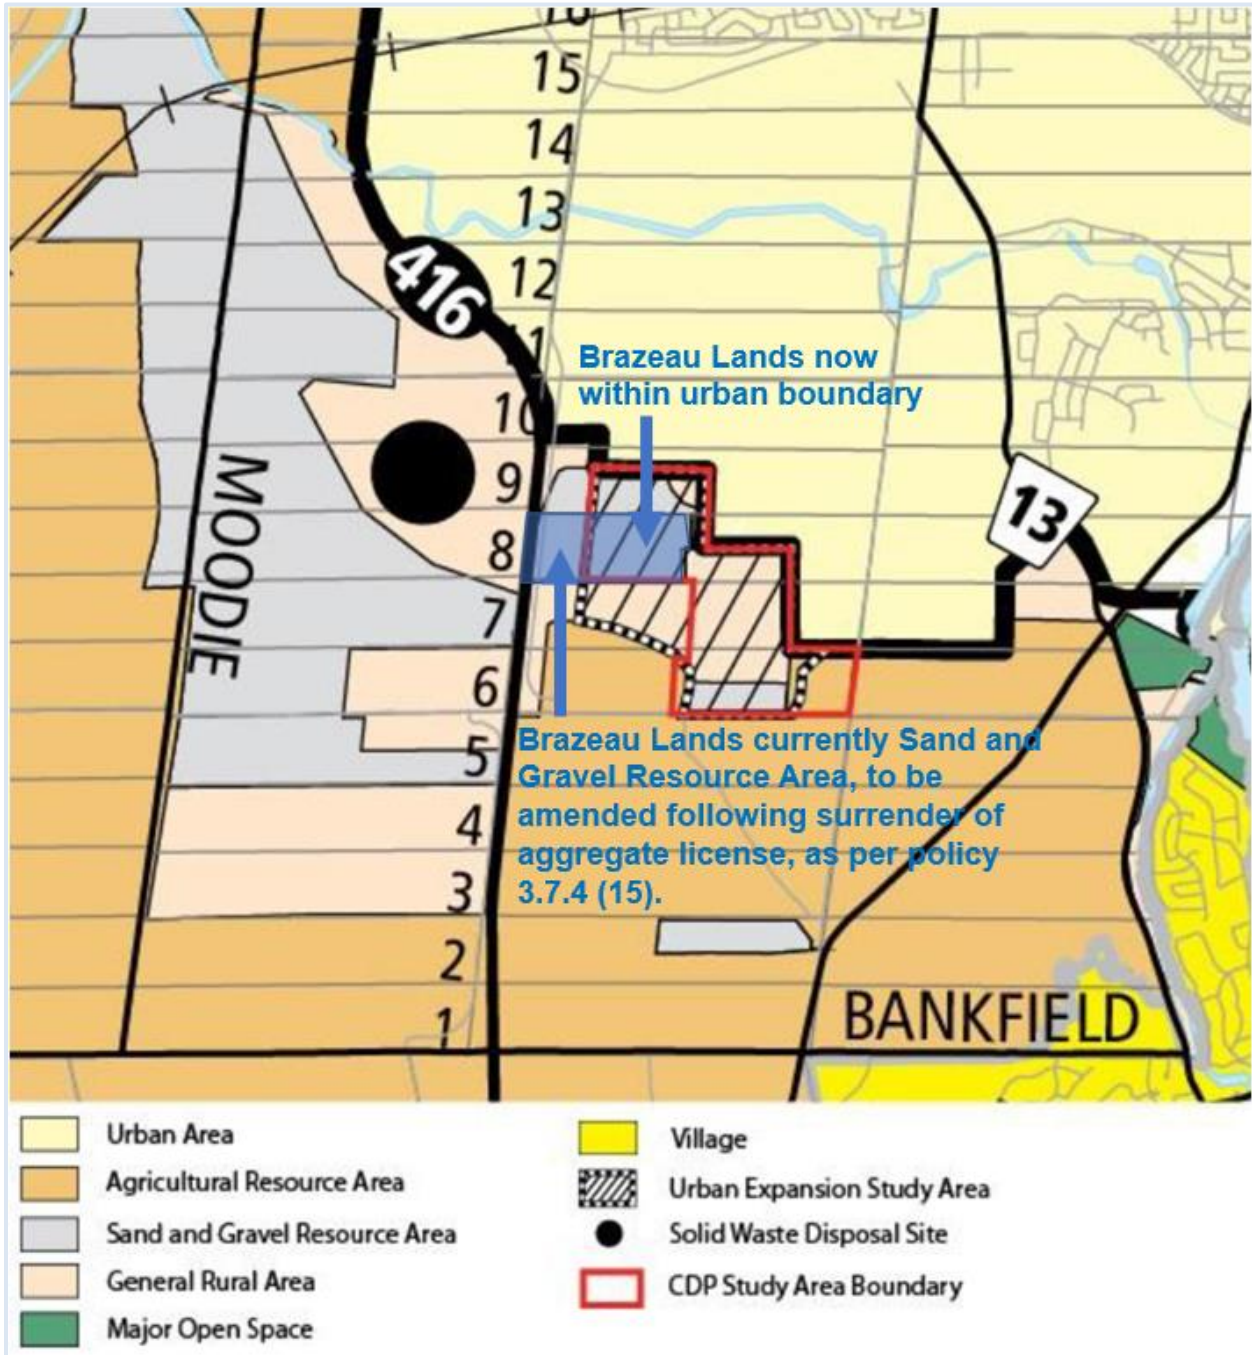 15
14
13
416
12
Brazeau Lands now
within urban boundary
10
MOODIE
9
13
8
7
6
Brazeau Lands currently Sand and
Gravel Resource Area, to be
amended following surrender of
aggregate license, as per policy
3.7.4 (15).
5
4
3
2
BANKFIELD
1
Urban Area
Agricultural Resource Area
Sand and Gravel Resource Area
General Rural Area
Major Open Space
Village
Urban Expansion Study Area
Solid Waste Disposal Site
CDP Study Area Boundary